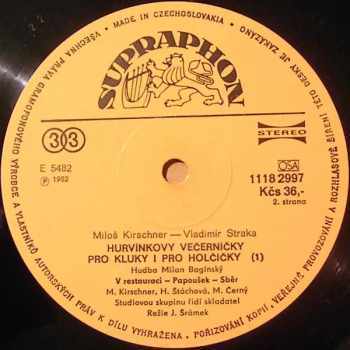 MADE IN CZECHOSLOVAKIA
VŠECHNA PRÁVA GRAMOFONOVÉHO VÝROBCE A VLASTNÍKŮ AUTORSKÝCH PRÁV K DÍLU VYHRAŽENA. POŘIZOVÁNÍ KOPIÍ, VEŘEJNÉ PROVOZOVÁNÍ A ROZHLASOVÉ ŠÍŘENÍ TÉTO DESKY JE ZAKÁZÁNO
SUPRAPHON
33
STEREO
E 5482
℗ 1982
OSA
1118 2997
Kčs 36,-
2. strana
Miloš Kirschner — Vladimír Straka
HURVÍNKOVY VEČERNÍČKY
PRO KLUKY I PRO HOLČIČKY (1)
Hudba Milan Baginský
V restauraci - Papoušek - Sběr
M. Kirschner, H. Štáchová, M. Černý
Studiovou skupinu řídí skladatel
Režie J. Šrámek